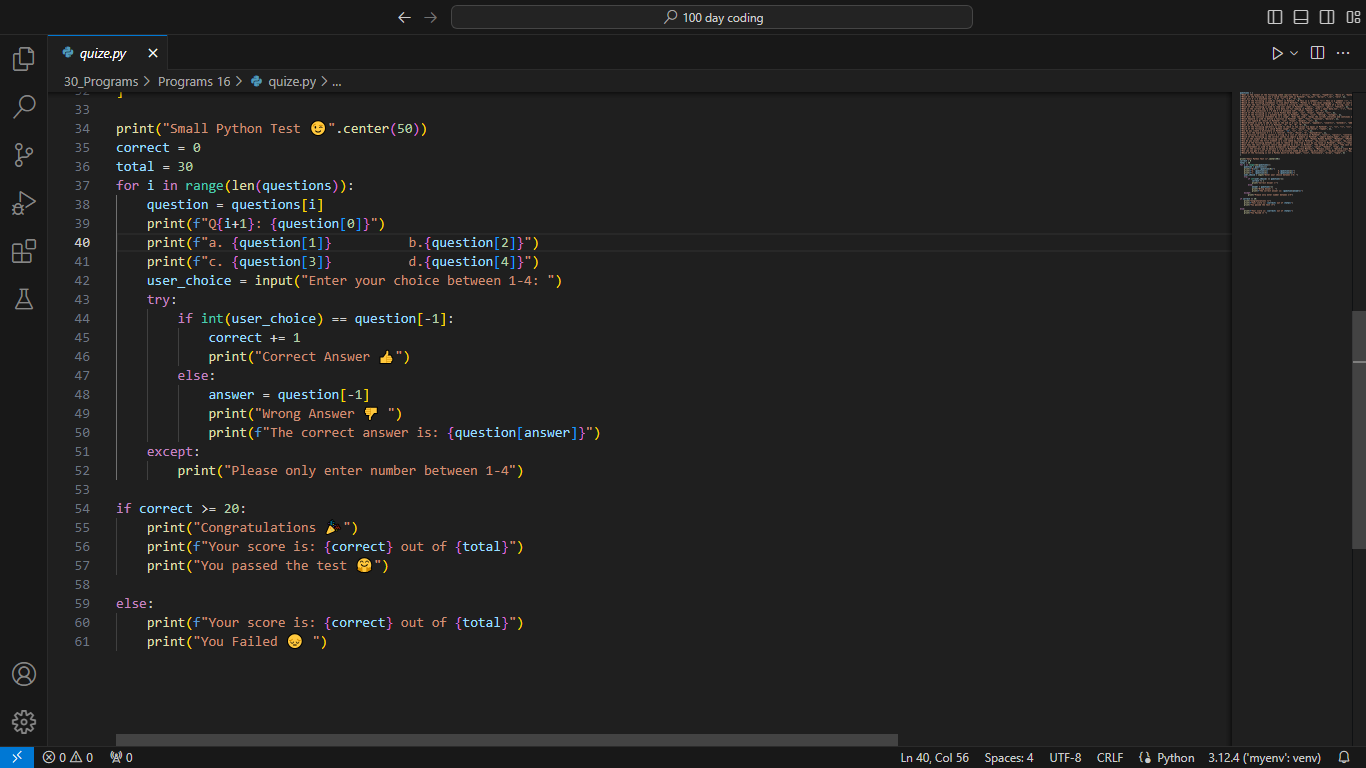 100 day coding
quize.py
30_Programs > Programs 16 > quize.py > ...
32 ]
33
34 print("Small Python Test 😉".center(50))
35 correct = 0
36 total = 30
37 for i in range(len(questions)):
38     question = questions[i]
39     print(f"Q{i+1}: {question[0]}")
40     print(f"a. {question[1]}          b.{question[2]}")
41     print(f"c. {question[3]}          d.{question[4]}")
42     user_choice = input("Enter your choice between 1-4: ")
43     try:
44         if int(user_choice) == question[-1]:
45             correct += 1
46             print("Correct Answer 👍")
47         else:
48             answer = question[-1]
49             print("Wrong Answer 👎 ")
50             print(f"The correct answer is: {question[answer]}")
51     except:
52         print("Please only enter number between 1-4")
53
54 if correct >= 20:
55     print("Congratulations 🎉")
56     print(f"Your score is: {correct} out of {total}")
57     print("You passed the test 🤗")
58
59 else:
60     print(f"Your score is: {correct} out of {total}")
61     print("You Failed 😞 ")
0 0 0 Ln 40, Col 56 Spaces: 4 UTF-8 CRLF Python 3.12.4 ('myenv': venv)